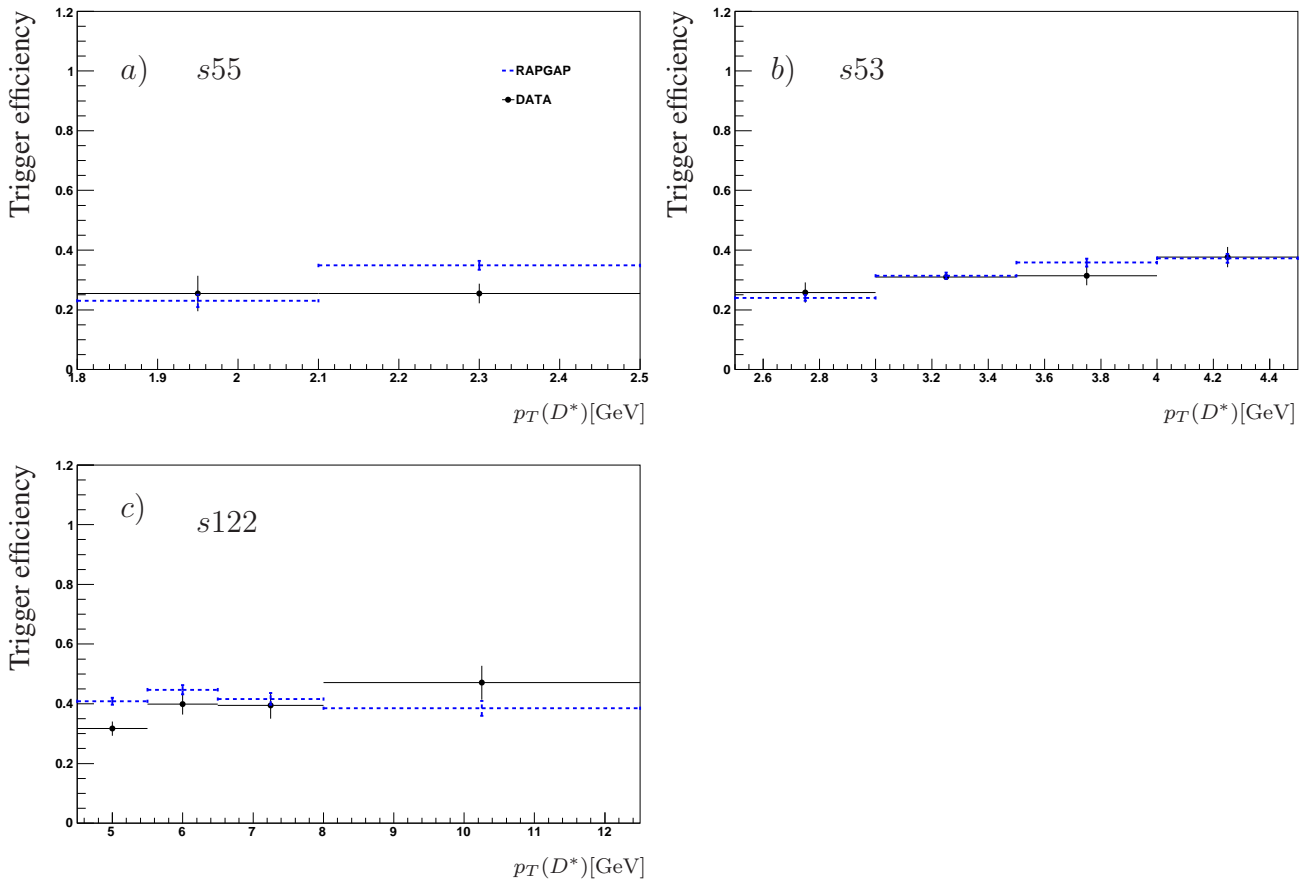 Trigger efficiency
1.2
1
0.8
0.6
0.4
0.2
0
a) s55
RAPGAP
DATA
1.8 1.9 2 2.1 2.2 2.3 2.4 2.5
p_T(D*)[GeV]
Trigger efficiency
1.2
1
0.8
0.6
0.4
0.2
0
b) s53
2.6 2.8 3 3.2 3.4 3.6 3.8 4 4.2 4.4
p_T(D*)[GeV]
Trigger efficiency
1.2
1
0.8
0.6
0.4
0.2
0
c) s122
5 6 7 8 9 10 11 12
p_T(D*)[GeV]